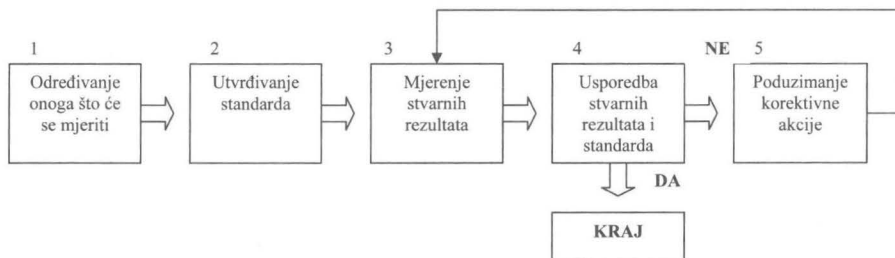 1
Određivanje
onoga što će
se mjeriti
2
Utvrđivanje
standarda
3
Mjerenje
stvarnih
rezultata
4
Usporedba
stvarnih
rezultata i
standarda
NE
5
Poduzimanje
korektivne
akcije
DA
KRAJ